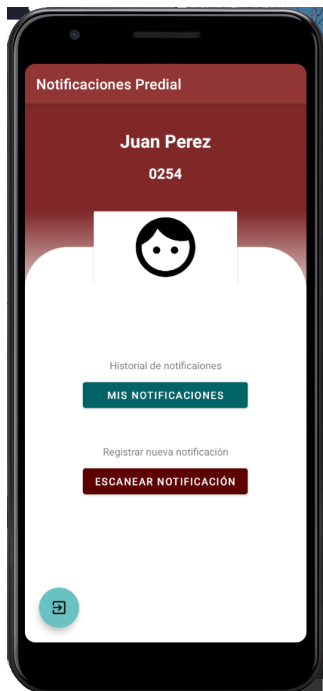 Notificaciones Predial
Juan Perez
0254
Historial de notificaiones
MIS NOTIFICACIONES
Registrar nueva notificación
ESCANEAR NOTIFICACIÓN